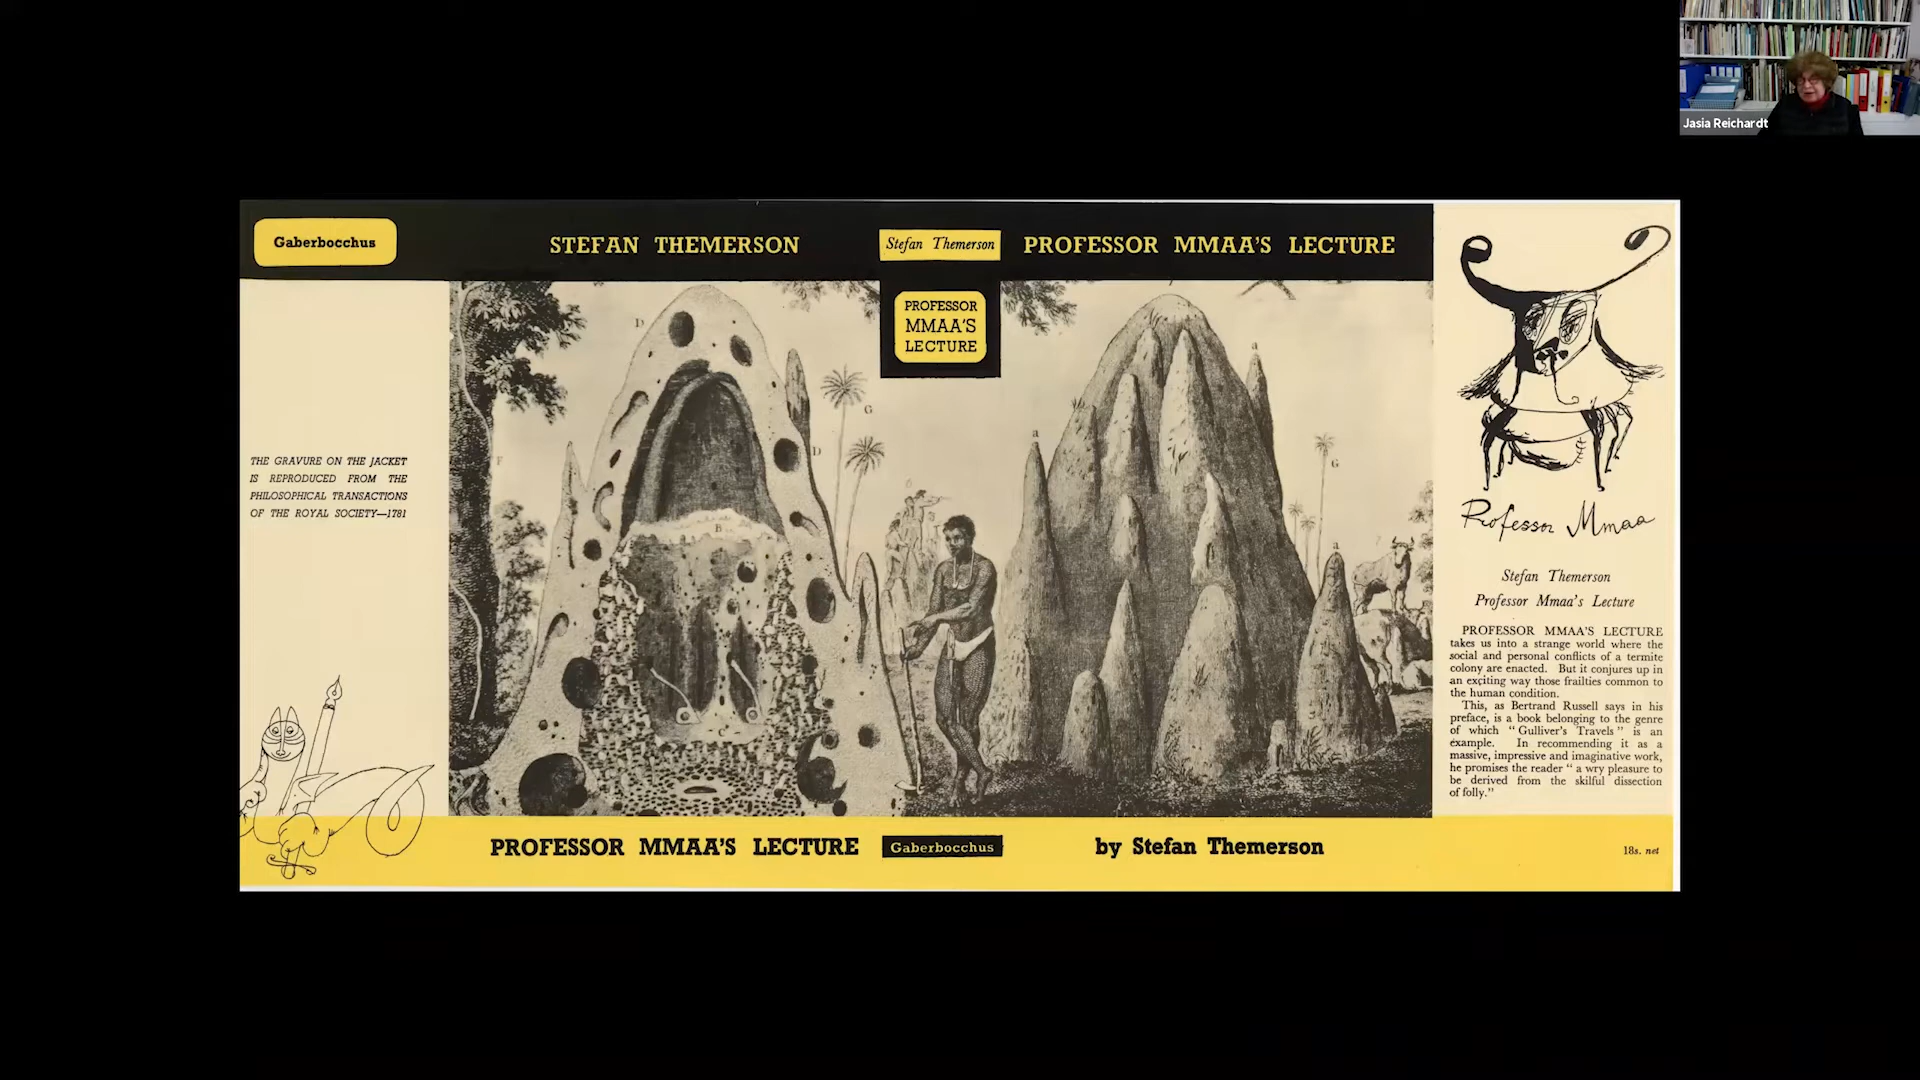 Jasia Reichardt
Gaberbocchus
STEFAN THEMERSON
Stefan Themerson
PROFESSOR MMAA'S LECTURE
PROFESSOR
MMAA'S
LECTURE
THE GRAVURE ON THE JACKET
IS REPRODUCED FROM THE
PHILOSOPHICAL TRANSACTIONS
OF THE ROYAL SOCIETY—1781
D
G
D
F
B
C
a
a
G
a
Professor Mmaa
Stefan Themerson
Professor Mmaa's Lecture
PROFESSOR MMAA'S LECTURE
takes us into a strange world where the
social and personal conflicts of a termite
colony are enacted. But it conjures up in
an exciting way those frailties common to
the human condition.
This, as Bertrand Russell says in his
preface, is a book belonging to the genre
of which "Gulliver's Travels" is an
example. In recommending it as a
massive, impressive and imaginative work,
he promises the reader "a wry pleasure to
be derived from the skilful dissection
of folly."
PROFESSOR MMAA'S LECTURE
Gaberbocchus
by Stefan Themerson
18s. net